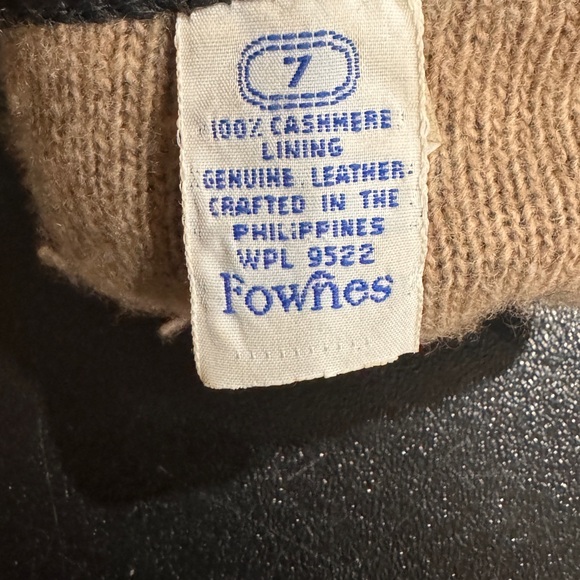 7
100% CASHMERE
LINING
GENUINE LEATHER
CRAFTED IN THE
PHILIPPINES
WPL 9522
Fownes